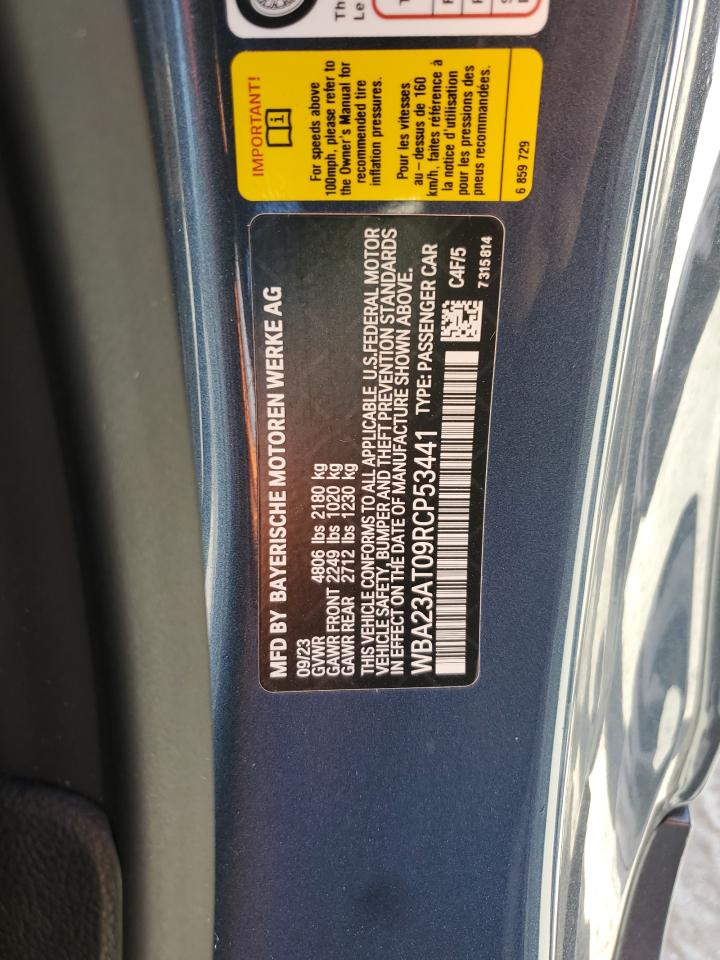 Th
Le
IMPORTANT!
For speeds above
100mph, please refer to
the Owner's Manual for
recommended tire
inflation pressures.
Pour les vitesses
au - dessus de 160
km/h, faites référence à
la notice d'utilisation
pour les pressions des
pneus recommandées.
6 859 729
MFD BY BAYERISCHE MOTOREN WERKE AG
09/23
GVWR 4806 lbs 2180 kg
GAWR FRONT 2249 lbs 1020 kg
GAWR REAR 2712 lbs 1230 kg
THIS VEHICLE CONFORMS TO ALL APPLICABLE U.S.FEDERAL MOTOR
VEHICLE SAFETY, BUMPER AND THEFT PREVENTION STANDARDS
IN EFFECT ON THE DATE OF MANUFACTURE SHOWN ABOVE.
WBA23AT09RCP53441 TYPE: PASSENGER CAR
C4F/5
7 315 814